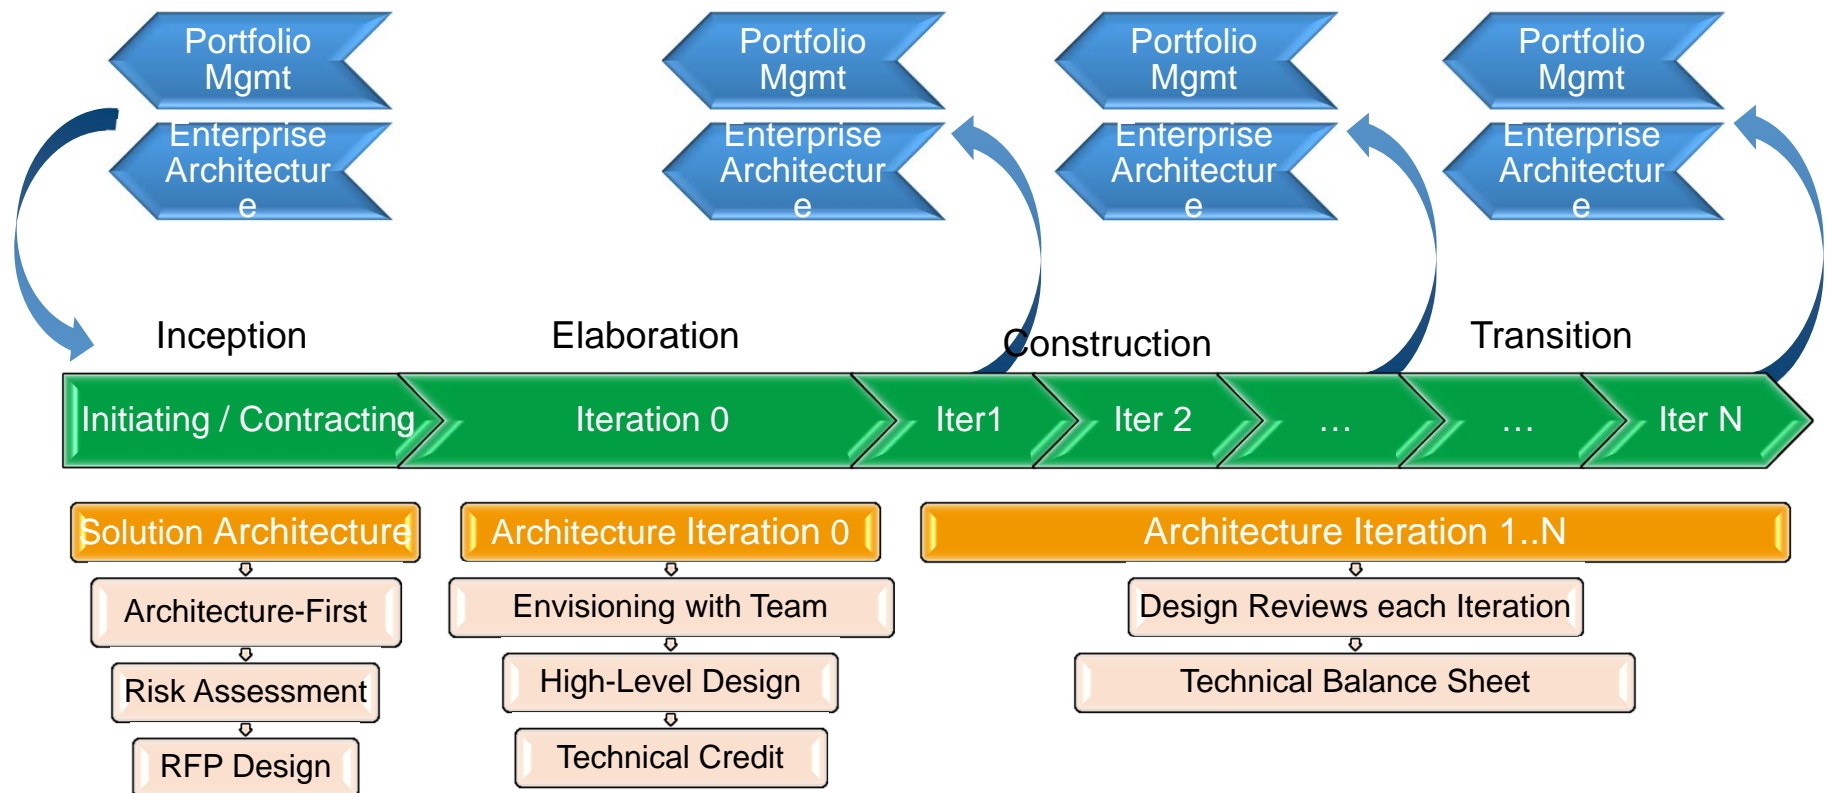 Portfolio
Mgmt
Portfolio
Mgmt
Portfolio
Mgmt
Portfolio
Mgmt
Enterprise
Architectur
e
Enterprise
Architectur
e
Enterprise
Architectur
e
Enterprise
Architectur
e
Inception
Elaboration
Construction
Transition
Initiating / Contracting
Iteration 0
Iter1
Iter 2
…
…
Iter N
Solution Architecture
Architecture-First
Risk Assessment
RFP Design
Architecture Iteration 0
Envisioning with Team
High-Level Design
Technical Credit
Architecture Iteration 1..N
Design Reviews each Iteration
Technical Balance Sheet